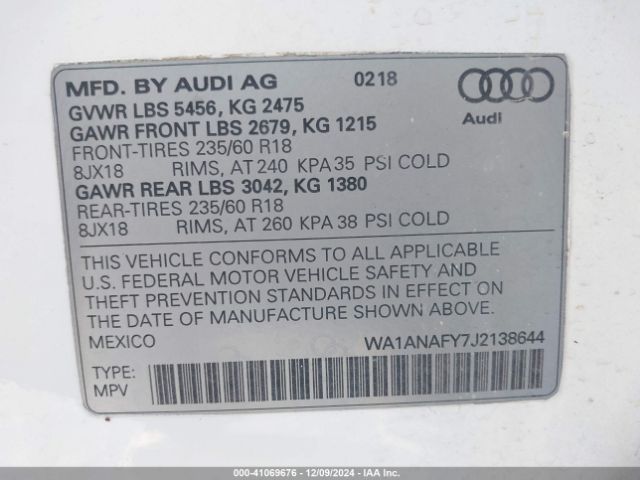 MFD. BY AUDI AG 0218
GVWR LBS 5456, KG 2475
GAWR FRONT LBS 2679, KG 1215
FRONT-TIRES 235/60 R18
8JX18 RIMS, AT 240 KPA 35 PSI COLD
GAWR REAR LBS 3042, KG 1380
REAR-TIRES 235/60 R18
8JX18 RIMS, AT 260 KPA 38 PSI COLD
Audi
THIS VEHICLE CONFORMS TO ALL APPLICABLE
U.S. FEDERAL MOTOR VEHICLE SAFETY AND
THEFT PREVENTION STANDARDS IN EFFECT ON
THE DATE OF MANUFACTURE SHOWN ABOVE.
MEXICO WA1ANAFY7J2138644
TYPE:
MPV
000-41069676 - 12/09/2024 - IAA Inc.